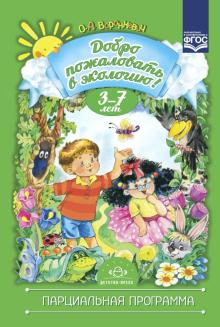 О. А. Воронкевич
Добро
пожаловать
в экологию!
3–7
лет
ФГОС
ДЕТСТВО-ПРЕСС
ПАРЦИАЛЬНАЯ ПРОГРАММА